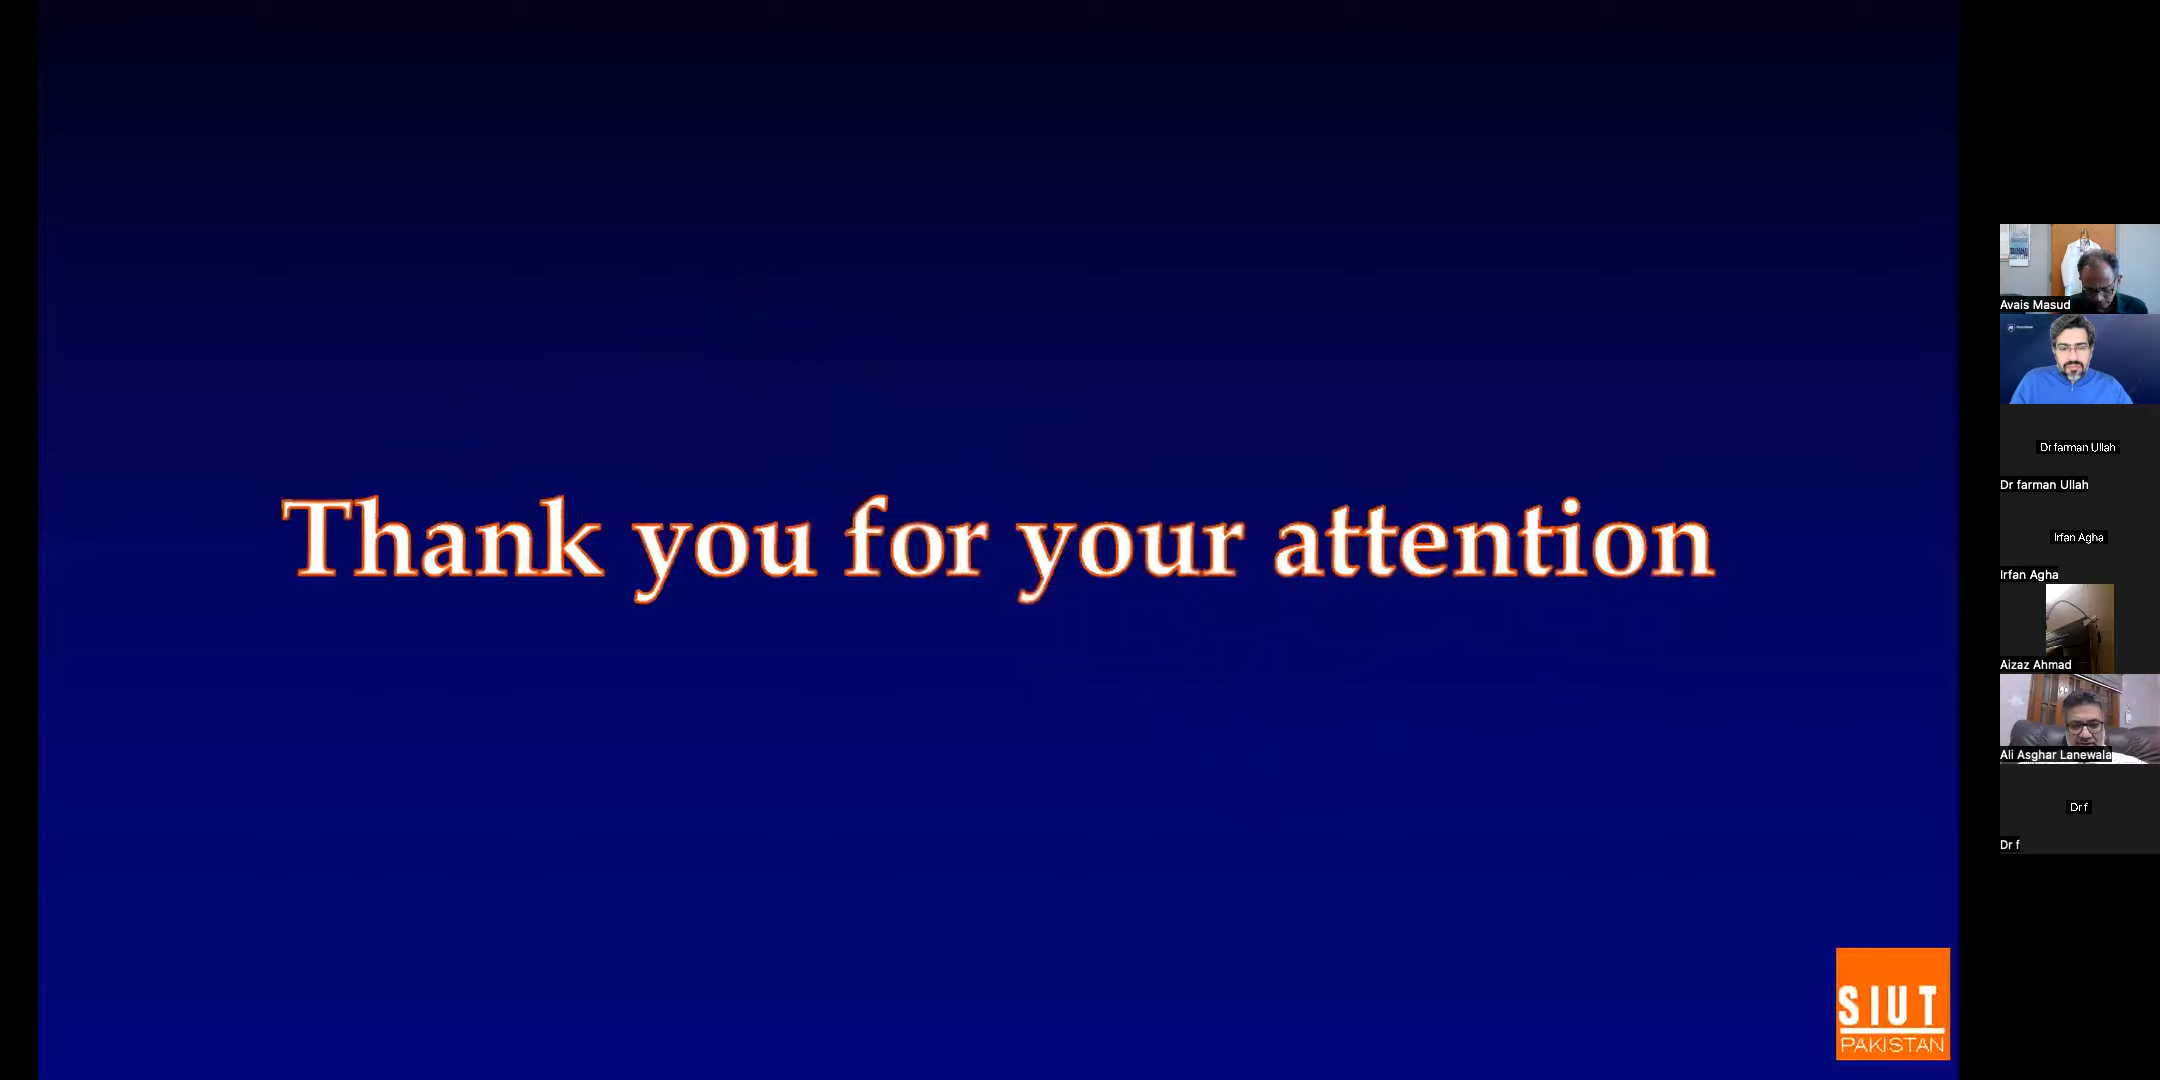 Thank you for your attention
SIUT
PAKISTAN
Avais Masud
Dr farman Ullah
Dr farman Ullah
Irfan Agha
Irfan Agha
Aizaz Ahmad
Ali Asghar Lanewala
Dr f
Dr f